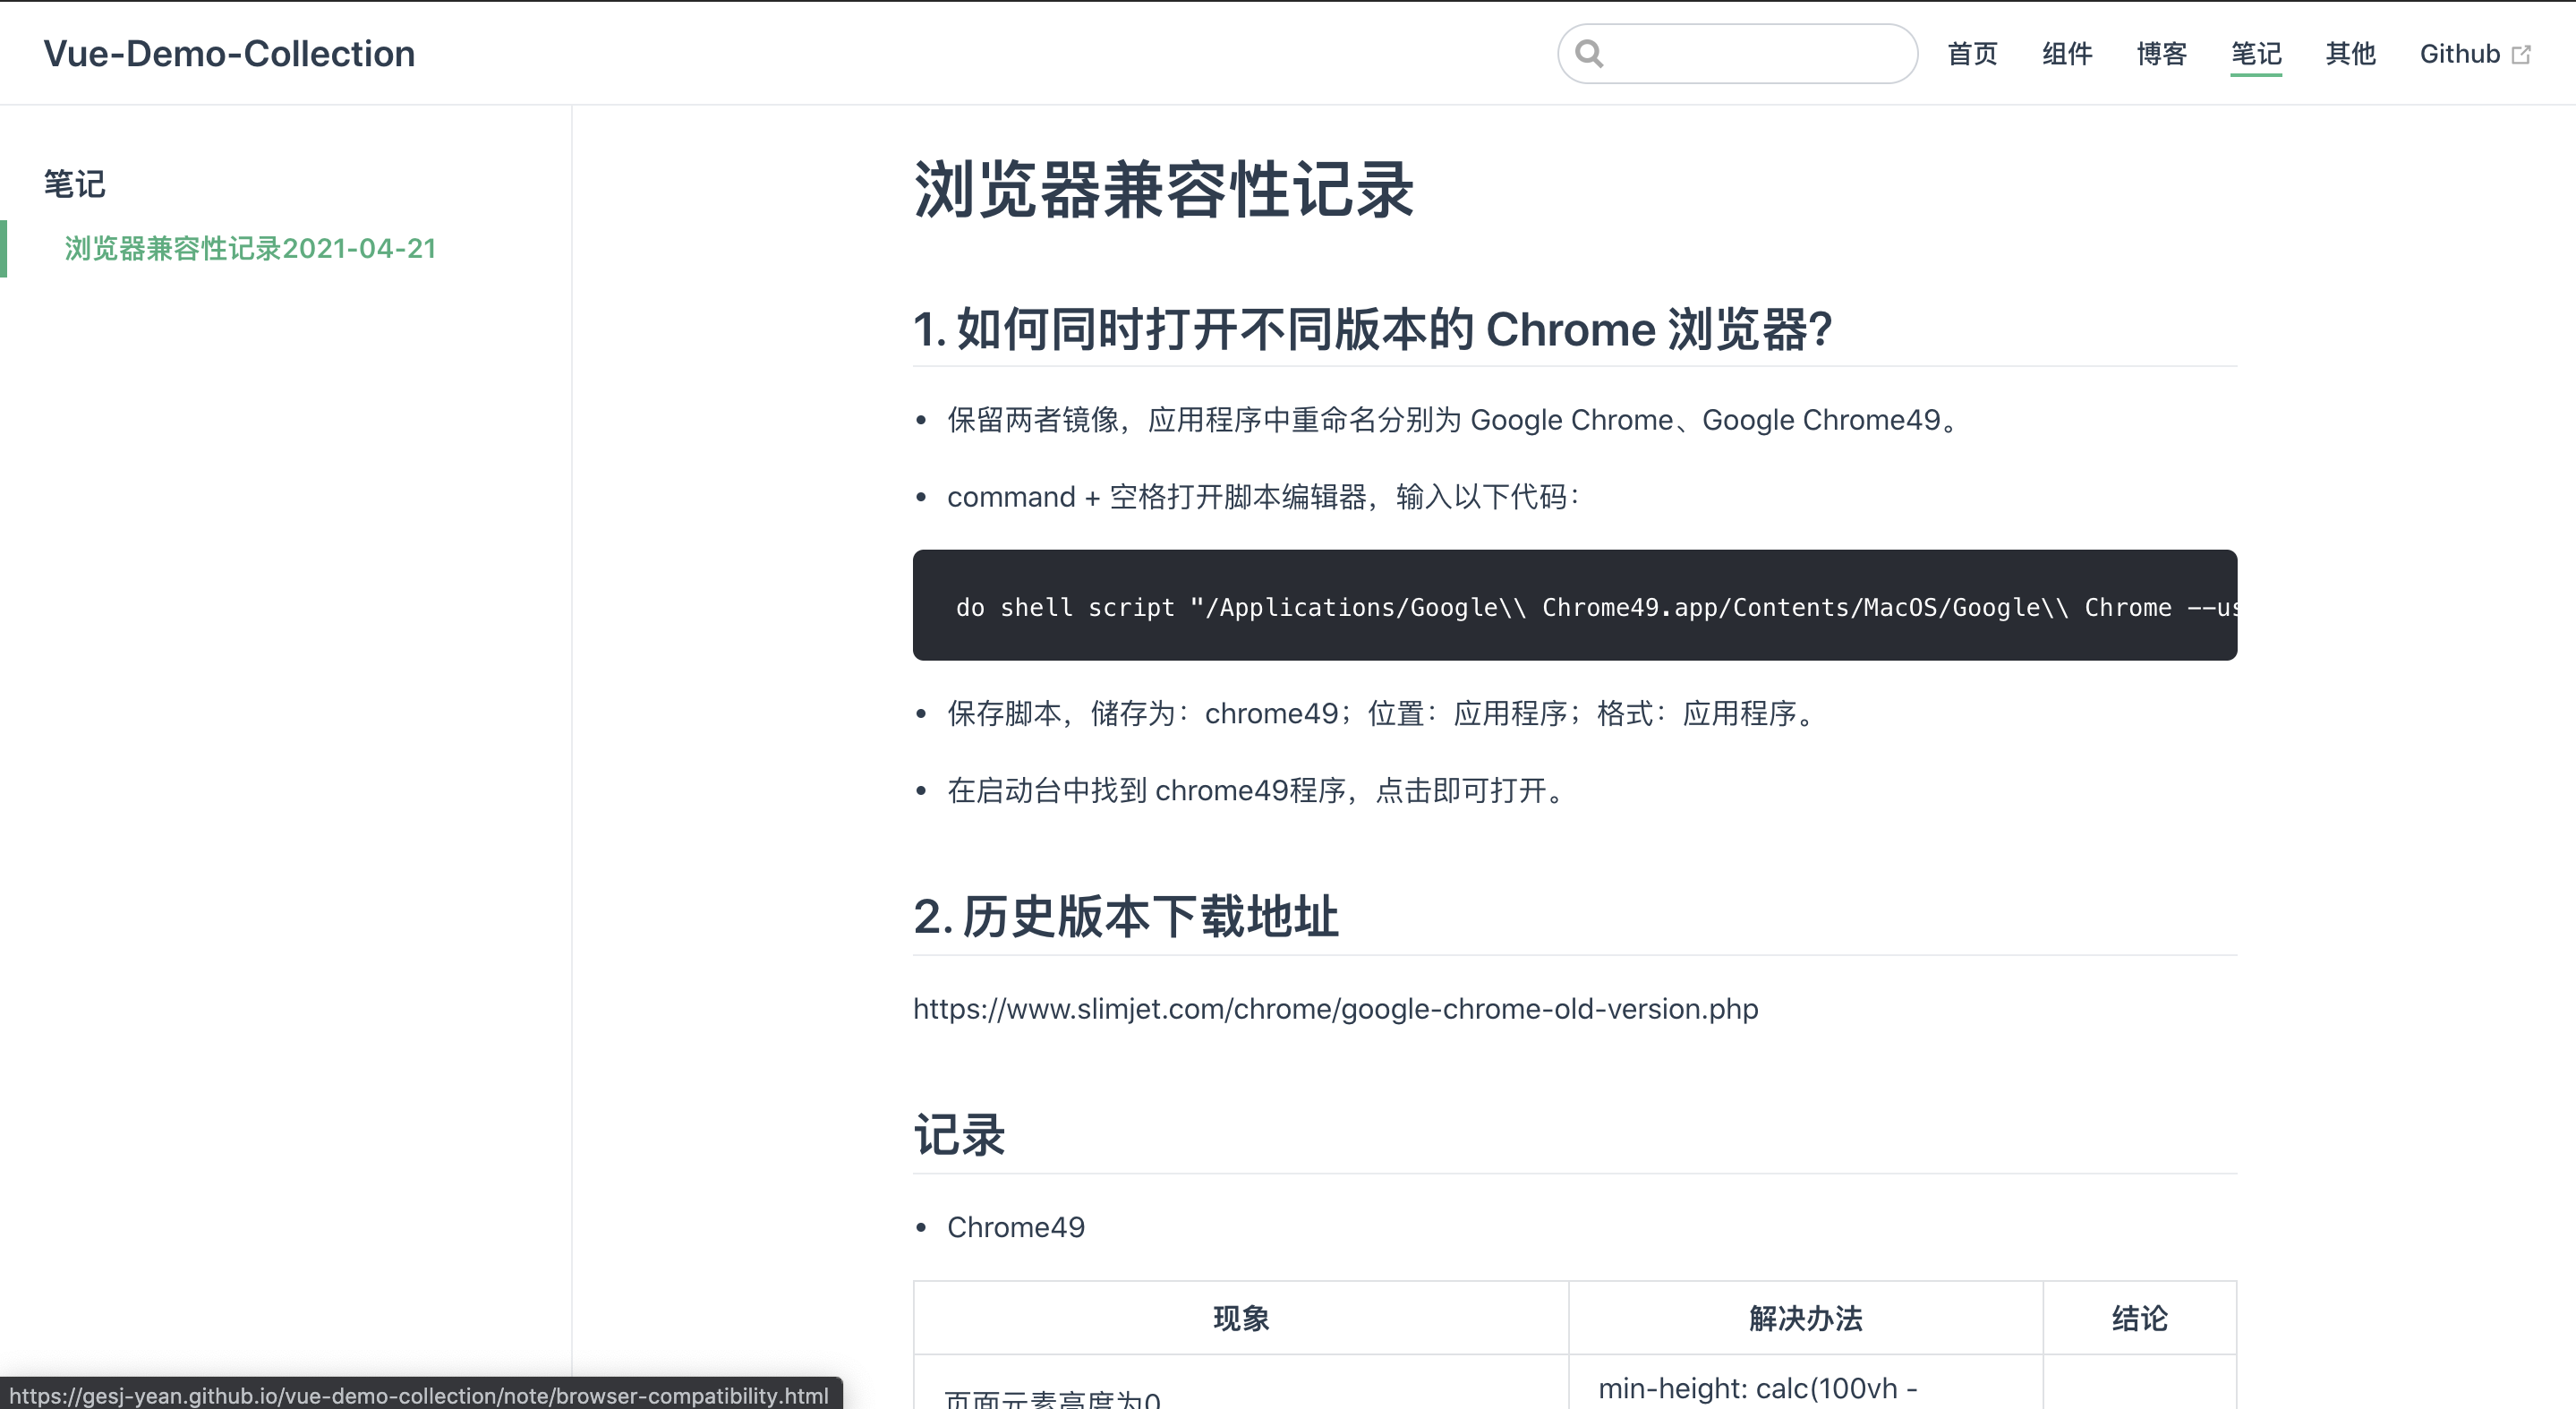 Vue-Demo-Collection
首页 组件 博客 笔记 其他 Github
笔记
浏览器兼容性记录2021-04-21
浏览器兼容性记录
1. 如何同时打开不同版本的 Chrome 浏览器?
保留两者镜像，应用程序中重命名分别为 Google Chrome、Google Chrome49。
command + 空格打开脚本编辑器，输入以下代码：
do shell script "/Applications/Google\\ Chrome49.app/Contents/MacOS/Google\\ Chrome --us
保存脚本，储存为：chrome49；位置：应用程序；格式：应用程序。
在启动台中找到 chrome49程序，点击即可打开。
2. 历史版本下载地址
https://www.slimjet.com/chrome/google-chrome-old-version.php
记录
Chrome49
现象 解决办法 结论
min-height: calc(100vh -
页面元素高度为0
https://gesj-yean.github.io/vue-demo-collection/note/browser-compatibility.html